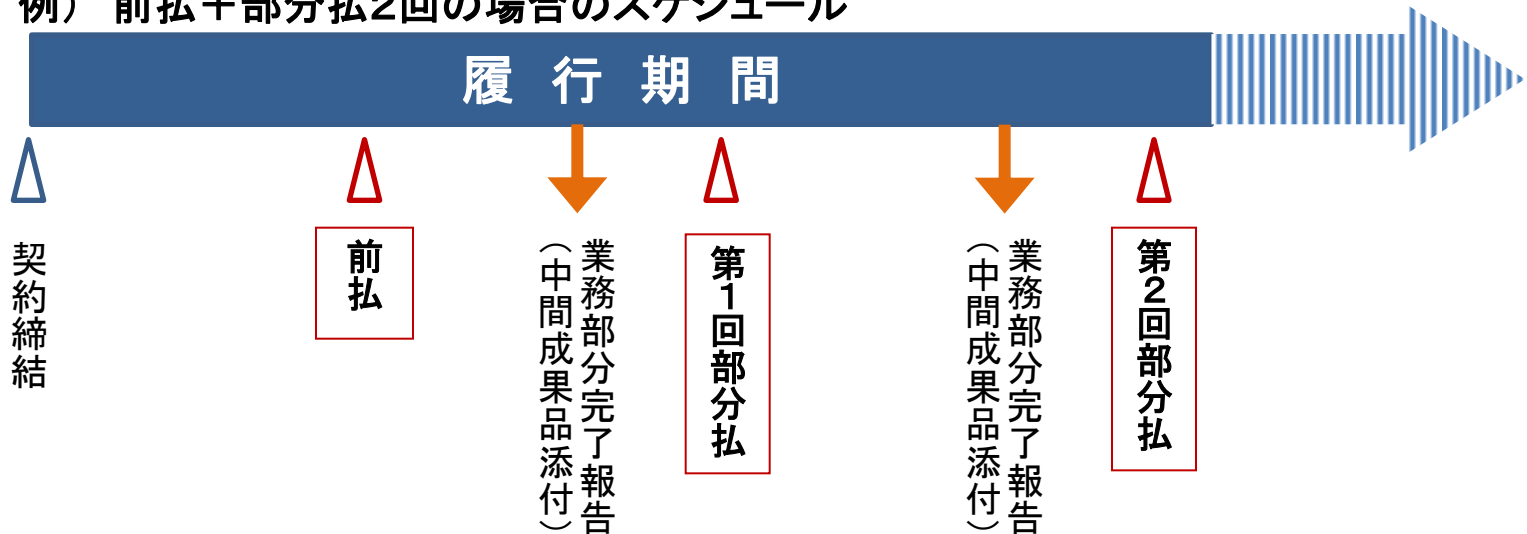 例） 前払＋部分払2回の場合のスケジュール
履行期間
契約締結
前払
業務部分完了報告
（中間成果品添付）
第1回部分払
業務部分完了報告
（中間成果品添付）
第2回部分払